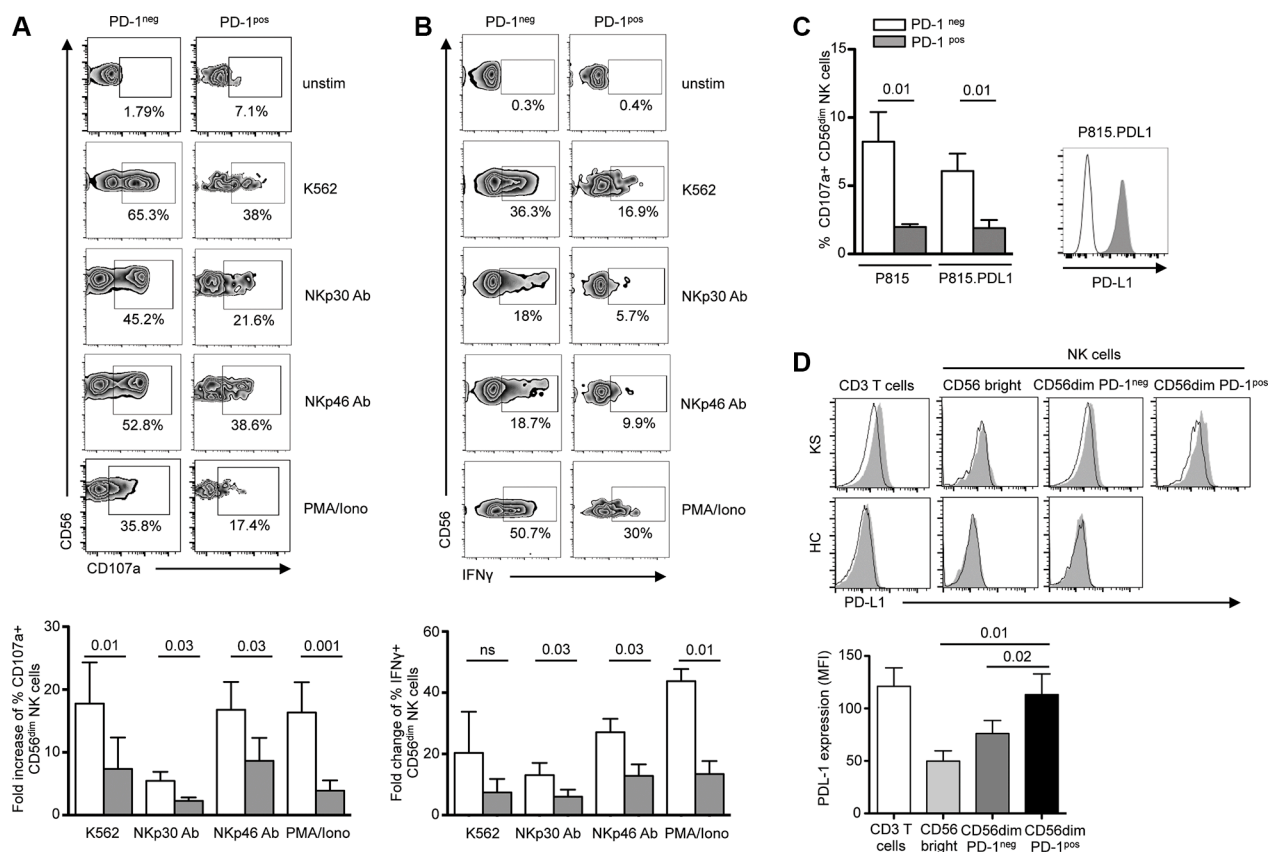 A
PD-1neg
PD-1pos
1.79%
7.1%
unstim
65.3%
38%
K562
45.2%
21.6%
NKp30 Ab
52.8%
38.6%
NKp46 Ab
35.8%
17.4%
PMA/Iono
CD56
CD107a
30
20
10
0
Fold increase of % CD107a+
CD56dim NK cells
0.01
0.03
0.03
0.001
K562
NKp30 Ab
NKp46 Ab
PMA/Iono
B
PD-1neg
PD-1pos
0.3%
0.4%
unstim
36.3%
16.9%
K562
18%
5.7%
NKp30 Ab
18.7%
9.9%
NKp46 Ab
50.7%
30%
PMA/Iono
CD56
IFNγ
60
40
20
0
Fold change of % IFNγ+
CD56dim NK cells
ns
0.03
0.03
0.01
K562
NKp30 Ab
NKp46 Ab
PMA/Iono
C
PD-1 neg
PD-1 pos
15
10
5
0
% CD107a+ CD56dim NK cells
0.01
0.01
P815
P815.PDL1
P815.PDL1
PD-L1
D
NK cells
CD3 T cells
CD56 bright
CD56dim PD-1neg
CD56dim PD-1pos
KS
HC
PD-L1
150
100
50
0
PDL-1 expression (MFI)
0.01
0.02
CD3 T
cells
CD56
bright
CD56dim
PD-1neg
CD56dim
PD-1pos